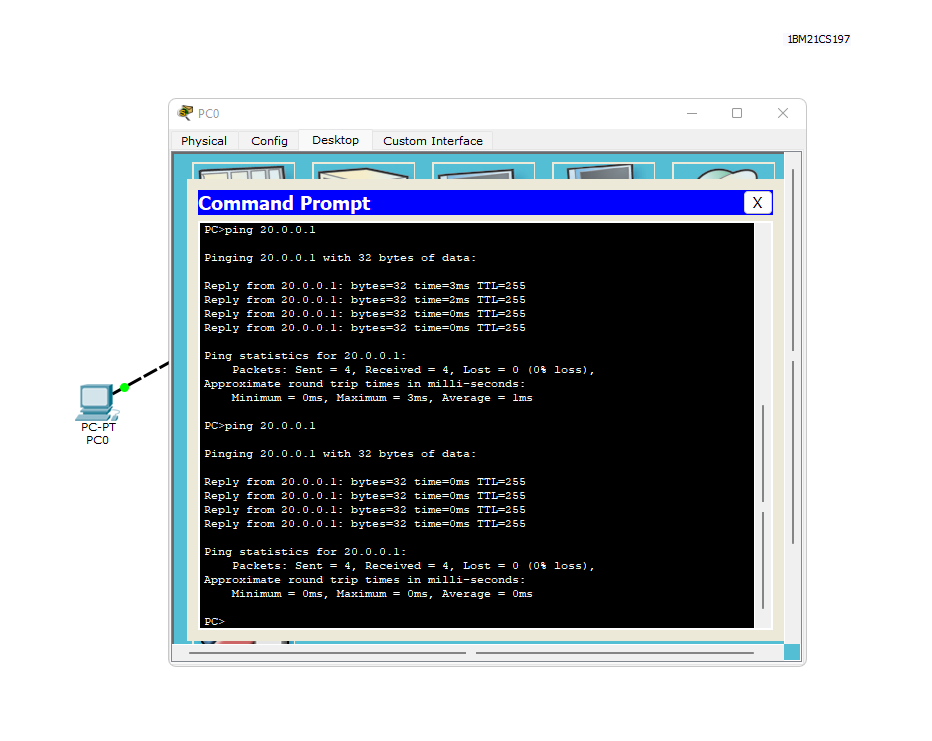 1BM21CS197
PC0
Physical Config Desktop Custom Interface
Command Prompt X
PC>ping 20.0.0.1
Pinging 20.0.0.1 with 32 bytes of data:
Reply from 20.0.0.1: bytes=32 time=3ms TTL=255
Reply from 20.0.0.1: bytes=32 time=2ms TTL=255
Reply from 20.0.0.1: bytes=32 time=0ms TTL=255
Reply from 20.0.0.1: bytes=32 time=0ms TTL=255
Ping statistics for 20.0.0.1:
Packets: Sent = 4, Received = 4, Lost = 0 (0% loss),
Approximate round trip times in milli-seconds:
Minimum = 0ms, Maximum = 3ms, Average = 1ms
PC>ping 20.0.0.1
Pinging 20.0.0.1 with 32 bytes of data:
Reply from 20.0.0.1: bytes=32 time=0ms TTL=255
Reply from 20.0.0.1: bytes=32 time=0ms TTL=255
Reply from 20.0.0.1: bytes=32 time=0ms TTL=255
Reply from 20.0.0.1: bytes=32 time=0ms TTL=255
Ping statistics for 20.0.0.1:
Packets: Sent = 4, Received = 4, Lost = 0 (0% loss),
Approximate round trip times in milli-seconds:
Minimum = 0ms, Maximum = 0ms, Average = 0ms
PC>
PC-PT
PC0